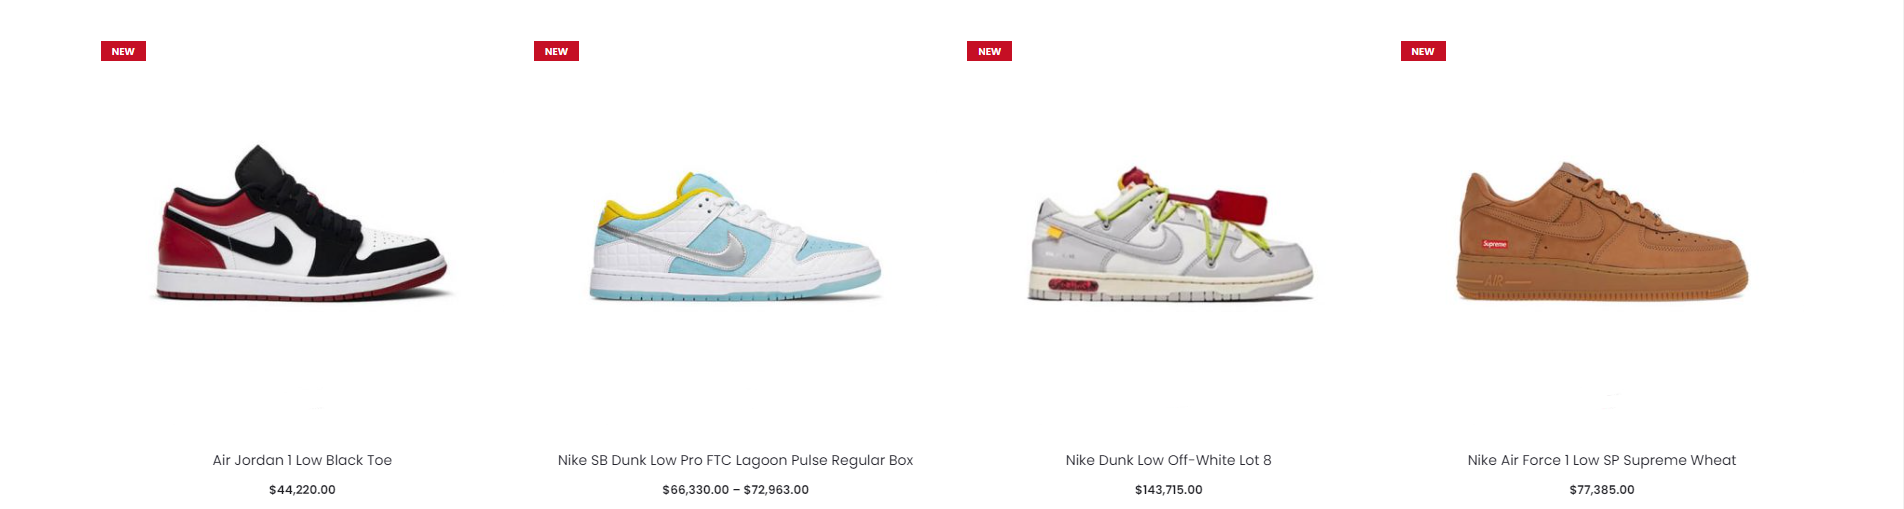 NEW
NEW
NEW
NEW
Supreme
AIR
Air Jordan 1 Low Black Toe
Nike SB Dunk Low Pro FTC Lagoon Pulse Regular Box
Nike Dunk Low Off-White Lot 8
Nike Air Force 1 Low SP Supreme Wheat
$44,220.00
$66,330.00 – $72,963.00
$143,715.00
$77,385.00